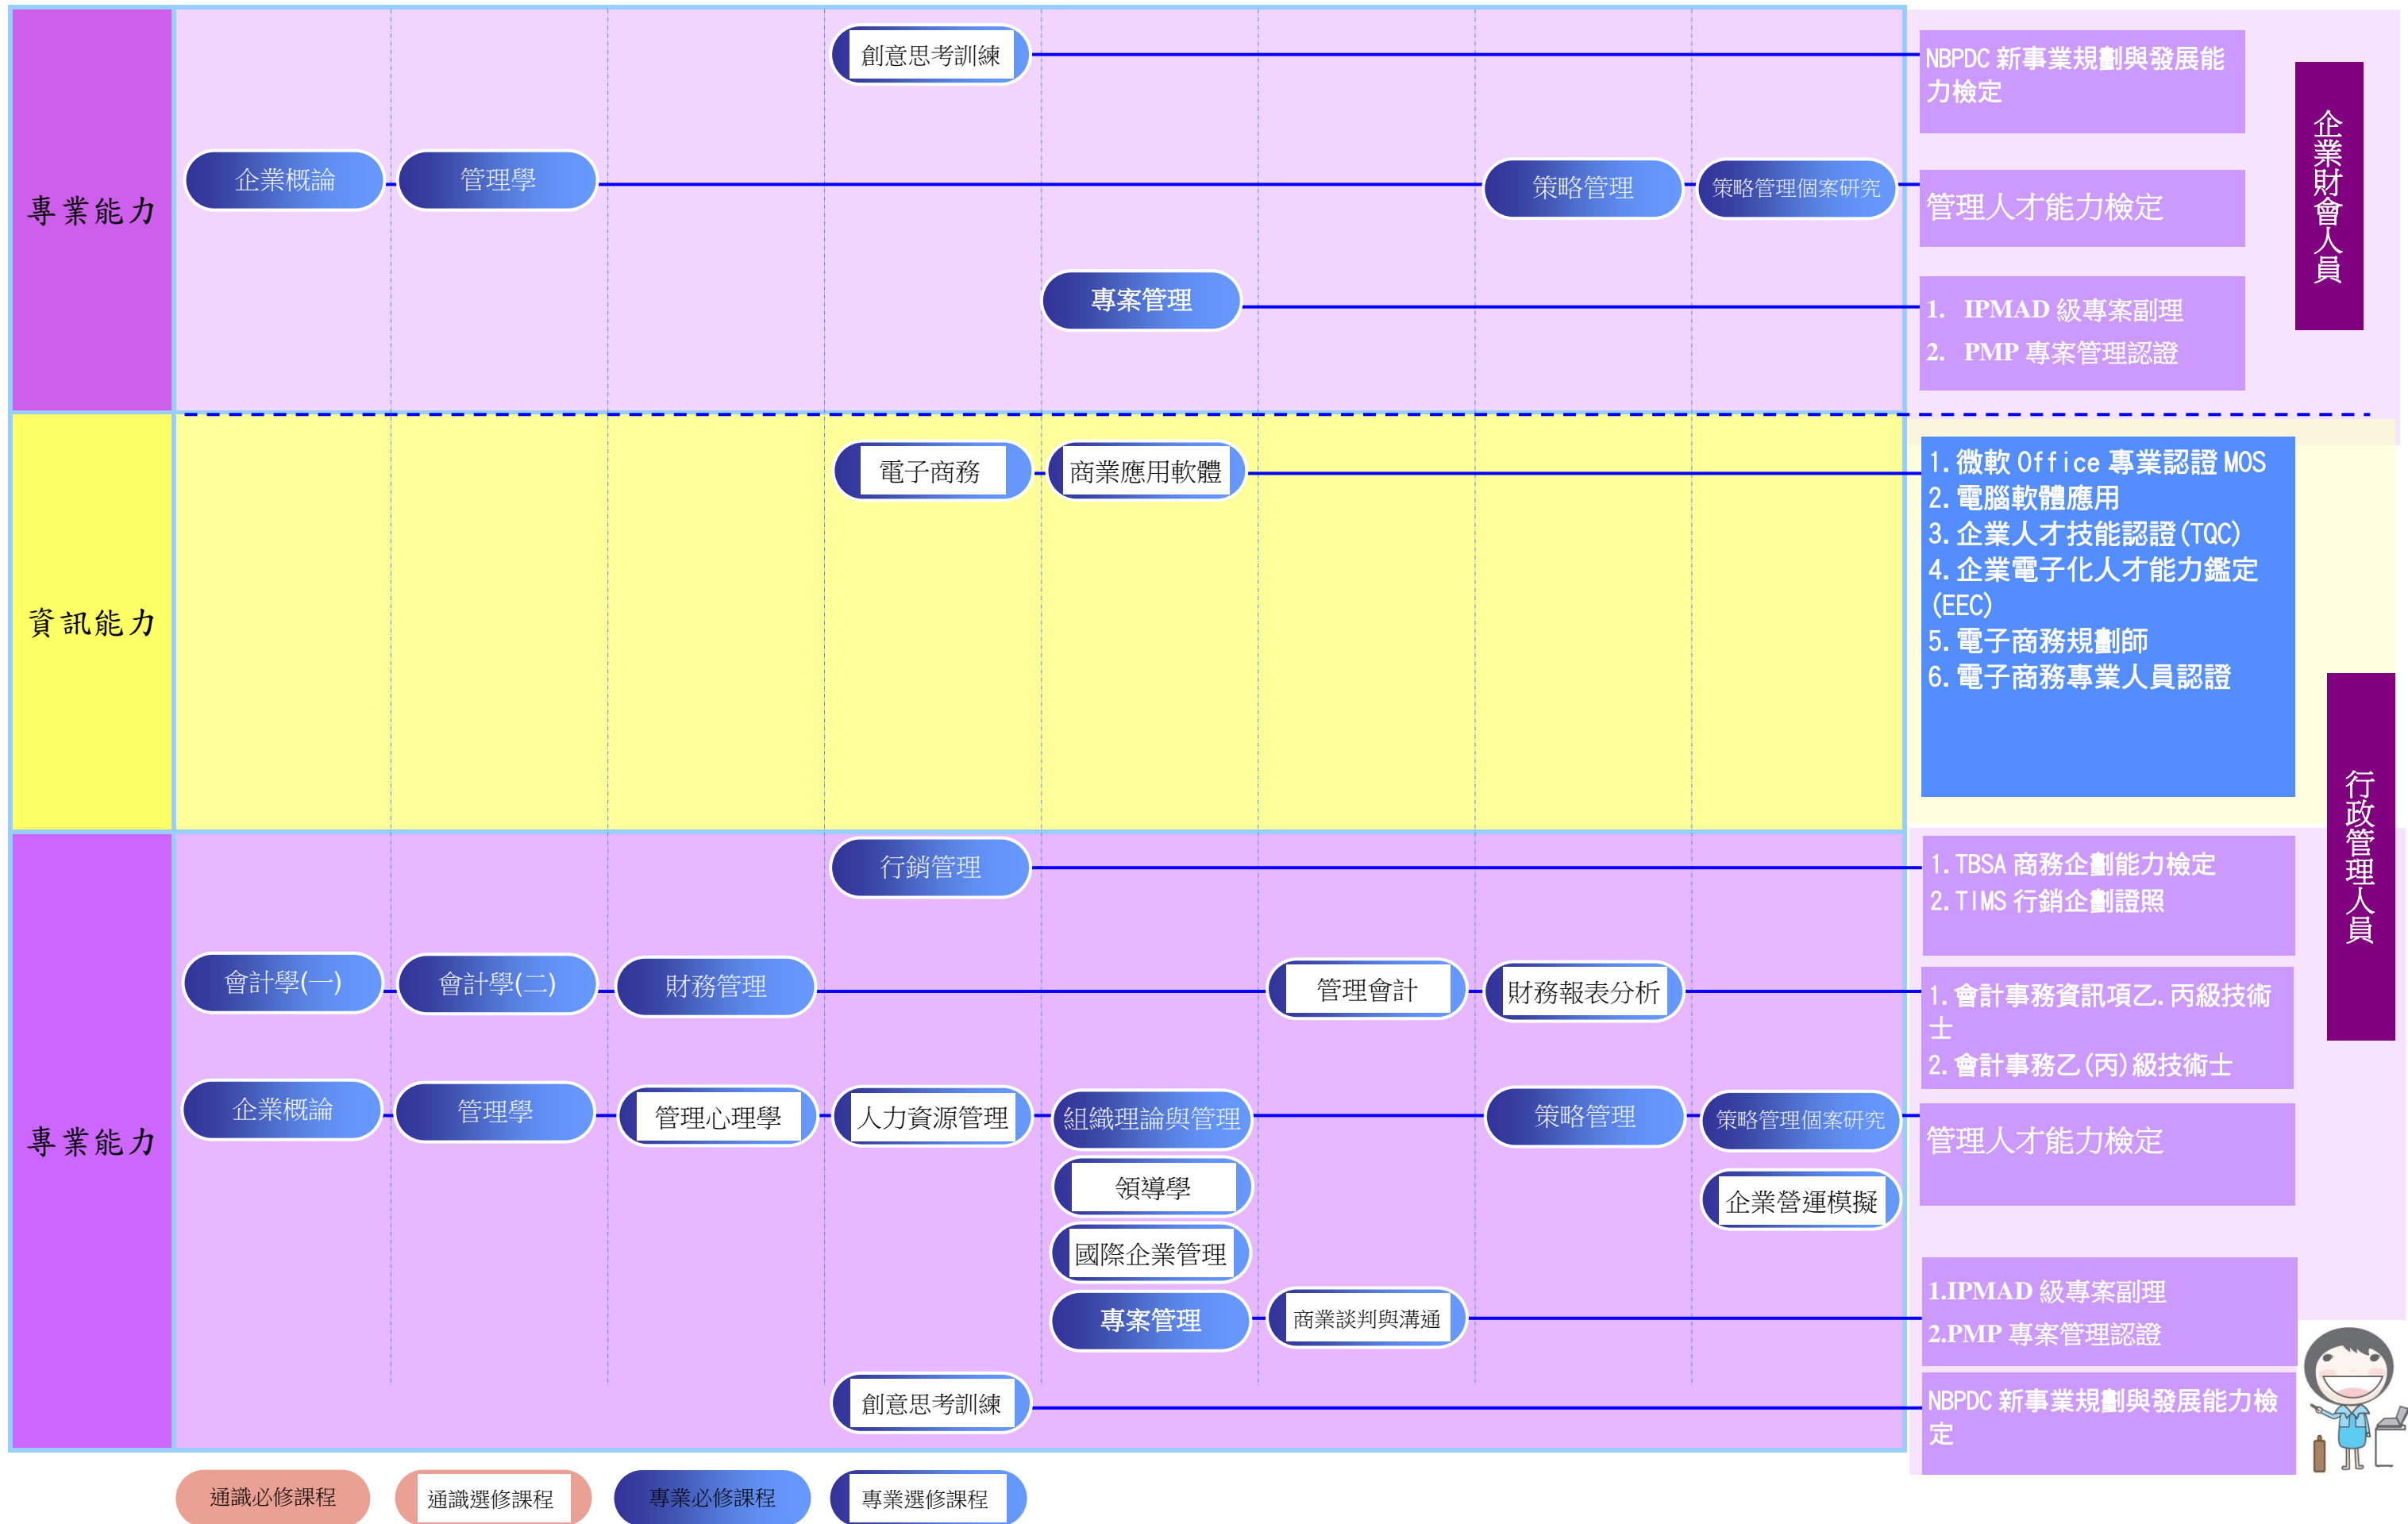 專業能力
創意思考訓練
NBPDC 新事業規劃與發展能
力檢定
企業概論
管理學
策略管理
策略管理個案研究
管理人才能力檢定
專案管理
1. IPMAD 級專案副理
2. PMP 專案管理認證
企業財會人員
資訊能力
電子商務
商業應用軟體
1.微軟 Office 專業認證 MOS
2.電腦軟體應用
3.企業人才技能認證(TQC)
4.企業電子化人才能力鑑定
(EEC)
5.電子商務規劃師
6.電子商務專業人員認證
行政管理人員
專業能力
行銷管理
1.TBSA 商務企劃能力檢定
2.TIMS 行銷企劃證照
會計學(一)
會計學(二)
財務管理
管理會計
財務報表分析
1.會計事務資訊項乙.丙級技術
士
2.會計事務乙(丙)級技術士
企業概論
管理學
管理心理學
人力資源管理
組織理論與管理
策略管理
策略管理個案研究
管理人才能力檢定
領導學
企業營運模擬
國際企業管理
專案管理
商業談判與溝通
1.IPMAD 級專案副理
2.PMP 專案管理認證
創意思考訓練
NBPDC 新事業規劃與發展能力檢
定
通識必修課程
通識選修課程
專業必修課程
專業選修課程